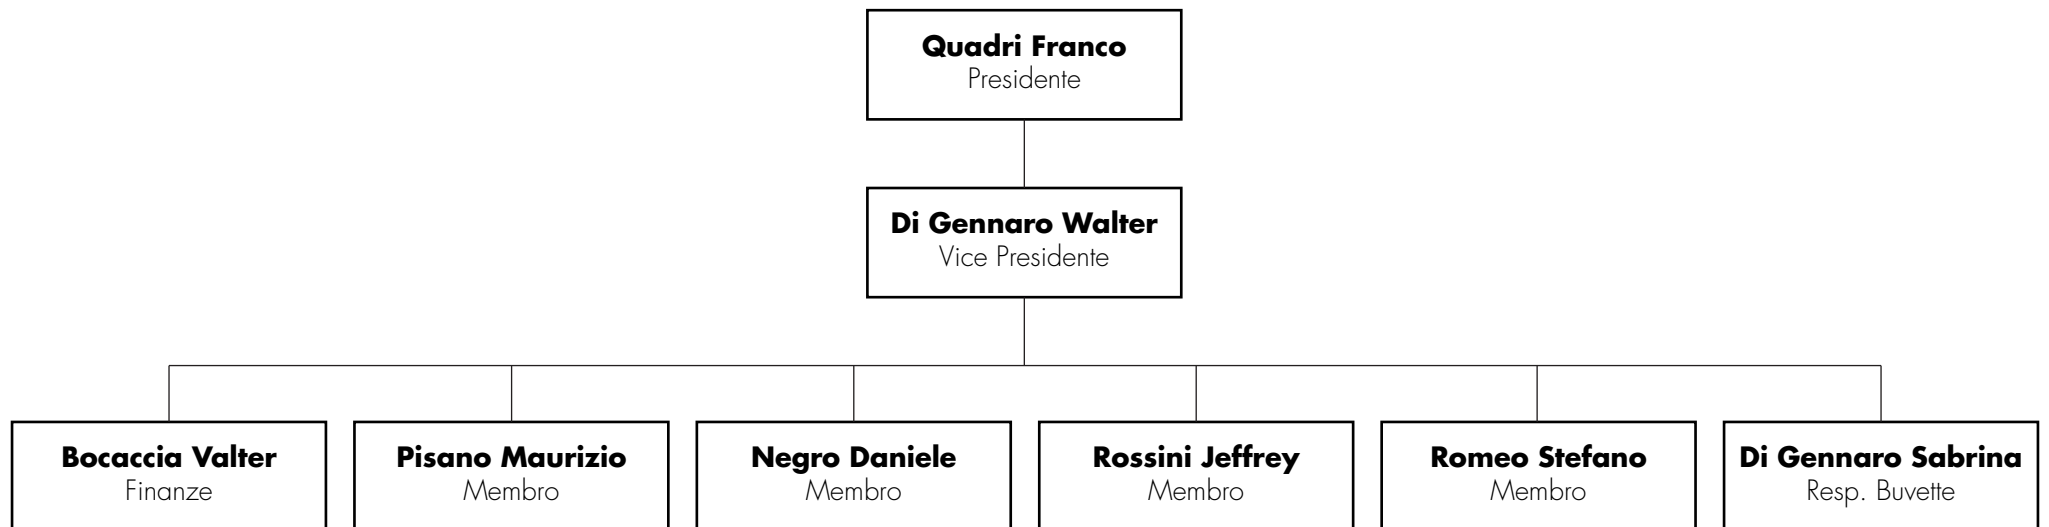 Quadri Franco
Presidente
Di Gennaro Walter
Vice Presidente
Bocaccia Valter
Finanze
Pisano Maurizio
Membro
Negro Daniele
Membro
Rossini Jeffrey
Membro
Romeo Stefano
Membro
Di Gennaro Sabrina
Resp. Buvette